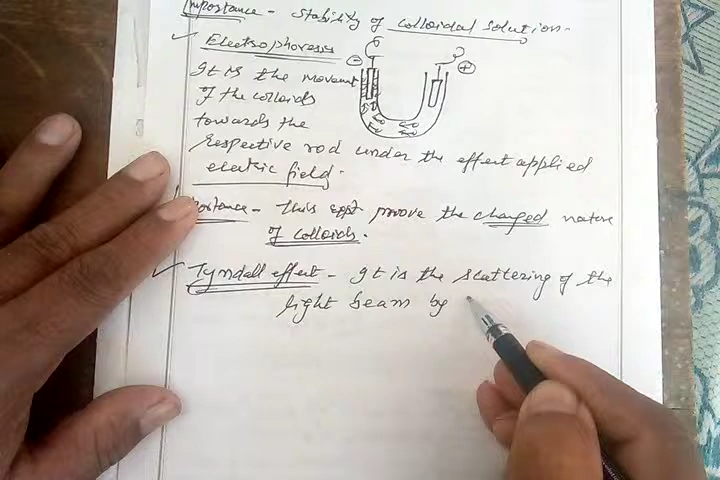 Importance - Stability of colloidal solution.
Electrophoresis
It is the movement
of the colloids
towards the
respective rod under the effect applied
electric field.
- This expt proove the charged nature
of colloids.
Tyndall effect - It is the scattering of the
light beam by